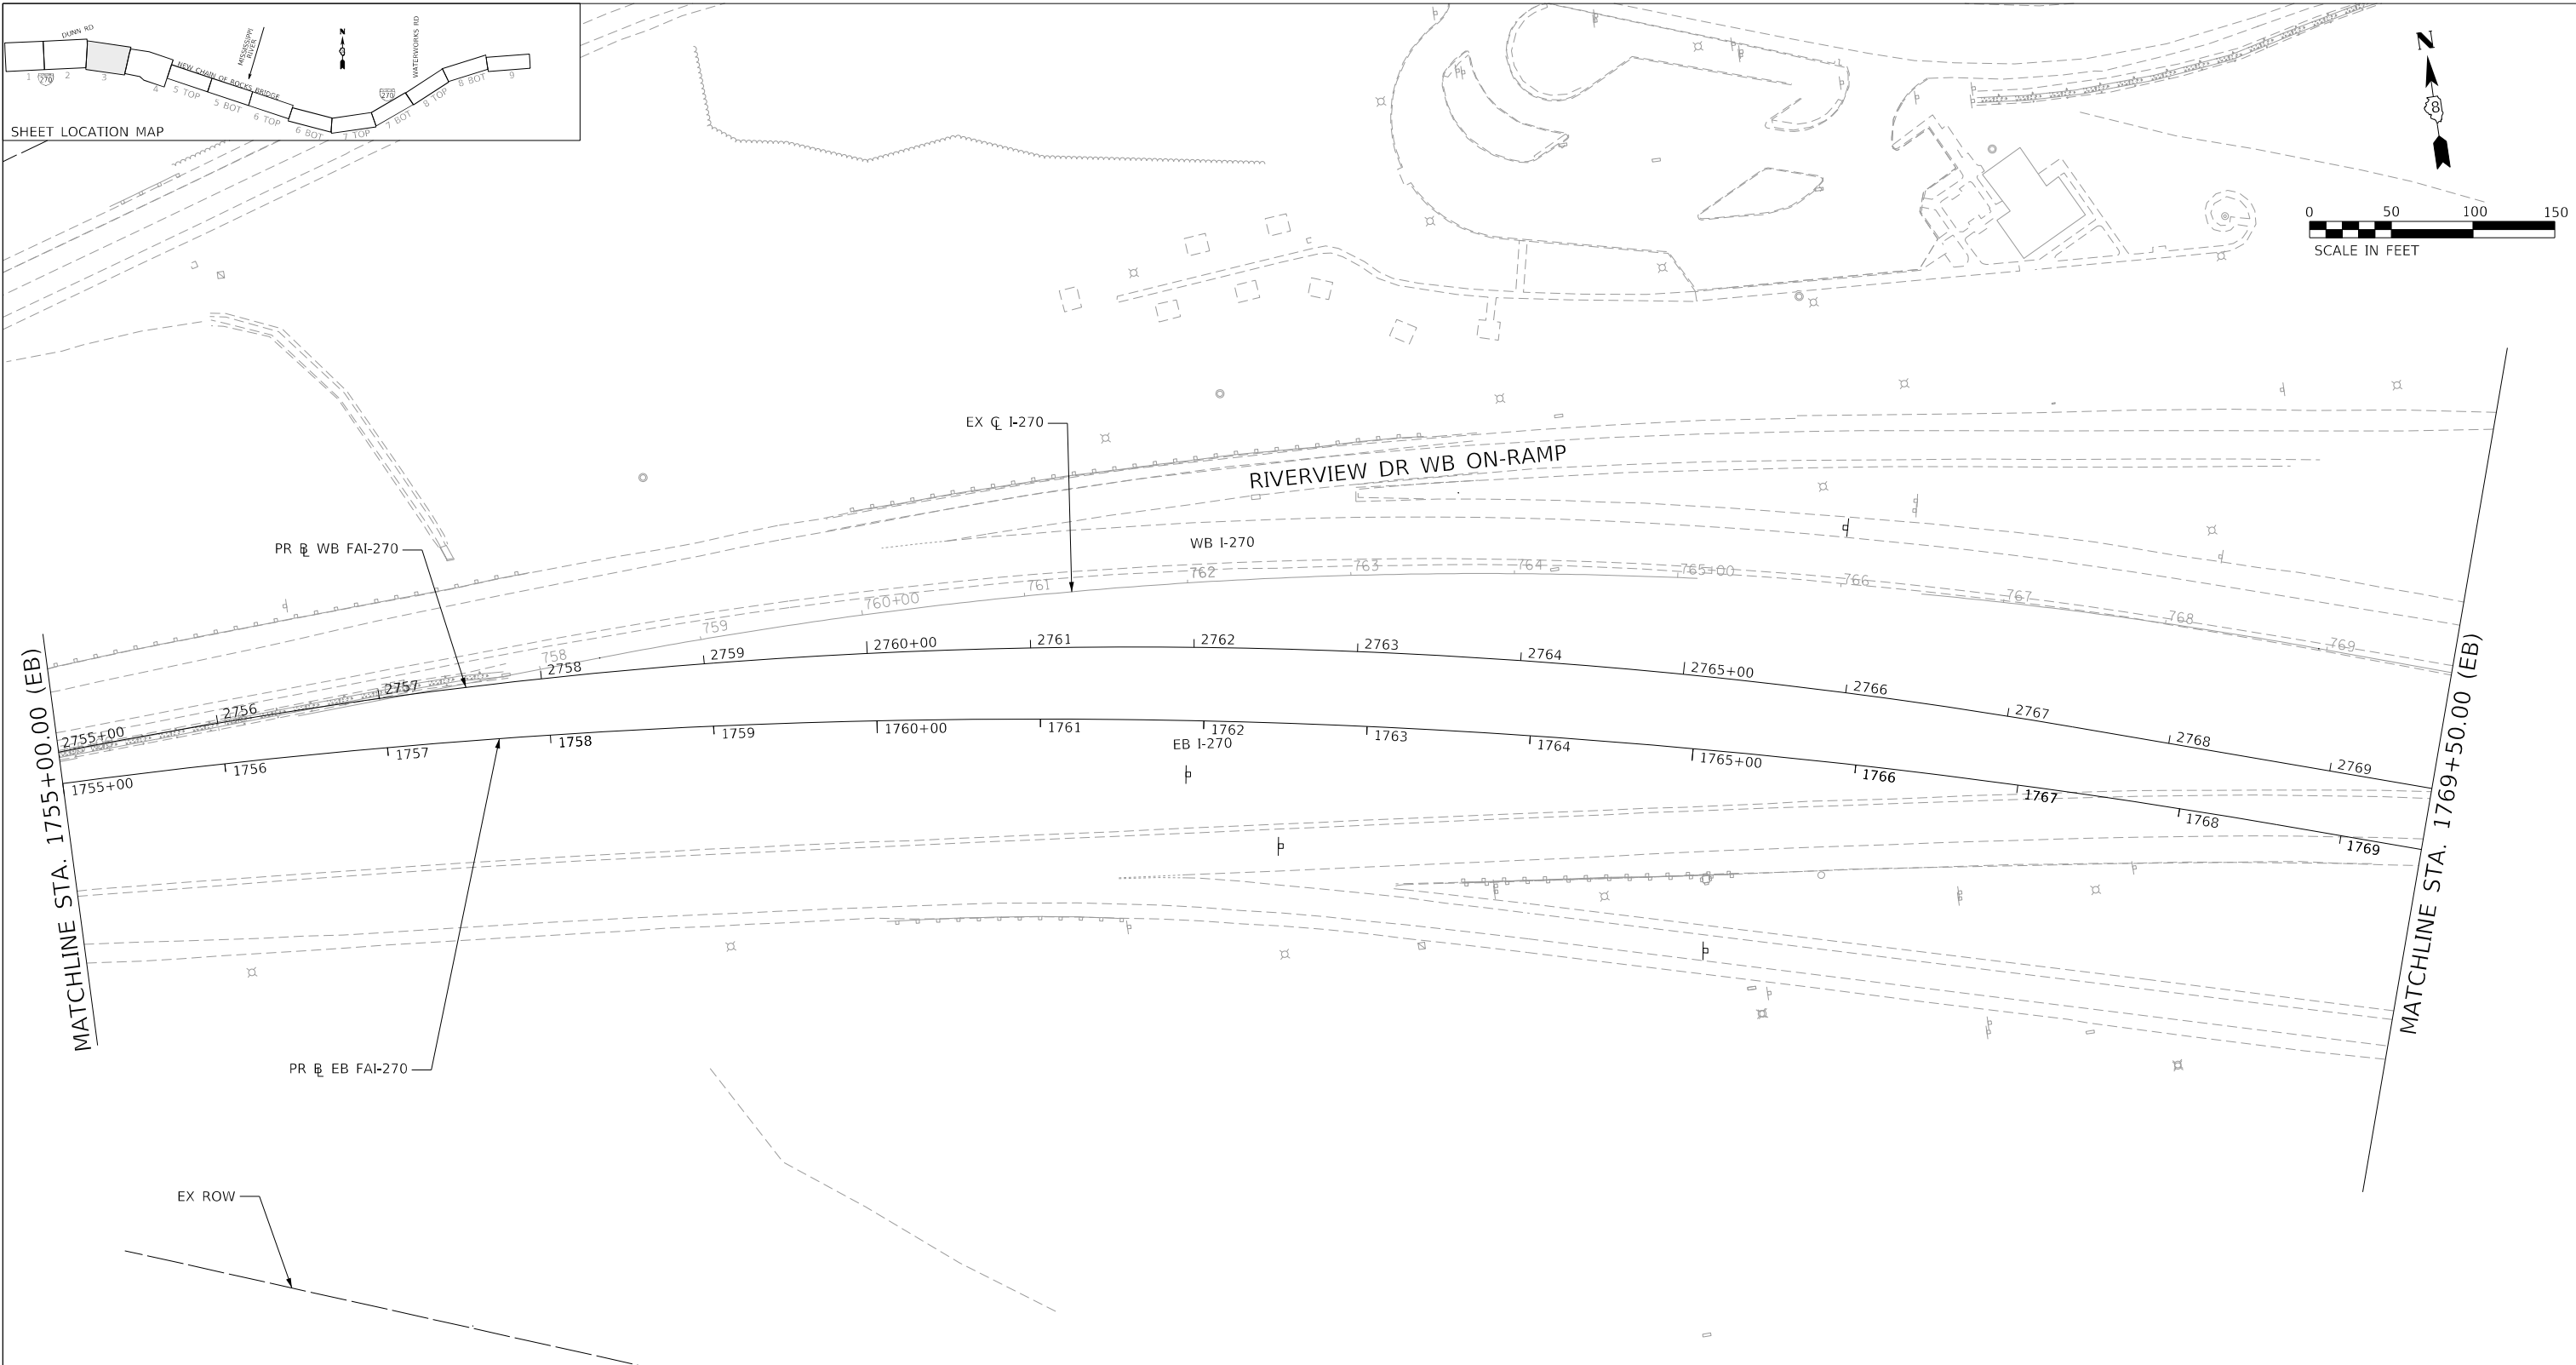 DUNN RD
MISSISSIPPI
RIVER
N
WATERWORKS RD
NEW CHAIN OF ROCKS BRIDGE
1
270
2
3
4
5 TOP
5 BOT
6 TOP
6 BOT
7 TOP
7 BOT
270
8 TOP
8 BOT
9
SHEET LOCATION MAP
N
8
0 50 100 150
SCALE IN FEET
EX CL I-270
RIVERVIEW DR WB ON-RAMP
PR BL WB FAI-270
WB I-270
758
759
760+00
761
762
763
764
765+00
766
767
768
769
2755+00
2756
2757
2758
2759
2760+00
2761
2762
2763
2764
2765+00
2766
2767
2768
2769
1755+00
1756
1757
1758
1759
1760+00
1761
1762
1763
1764
1765+00
1766
1767
1768
1769
EB I-270
MATCHLINE STA. 1755+00.00 (EB)
MATCHLINE STA. 1769+50.00 (EB)
PR BL EB FAI-270
EX ROW